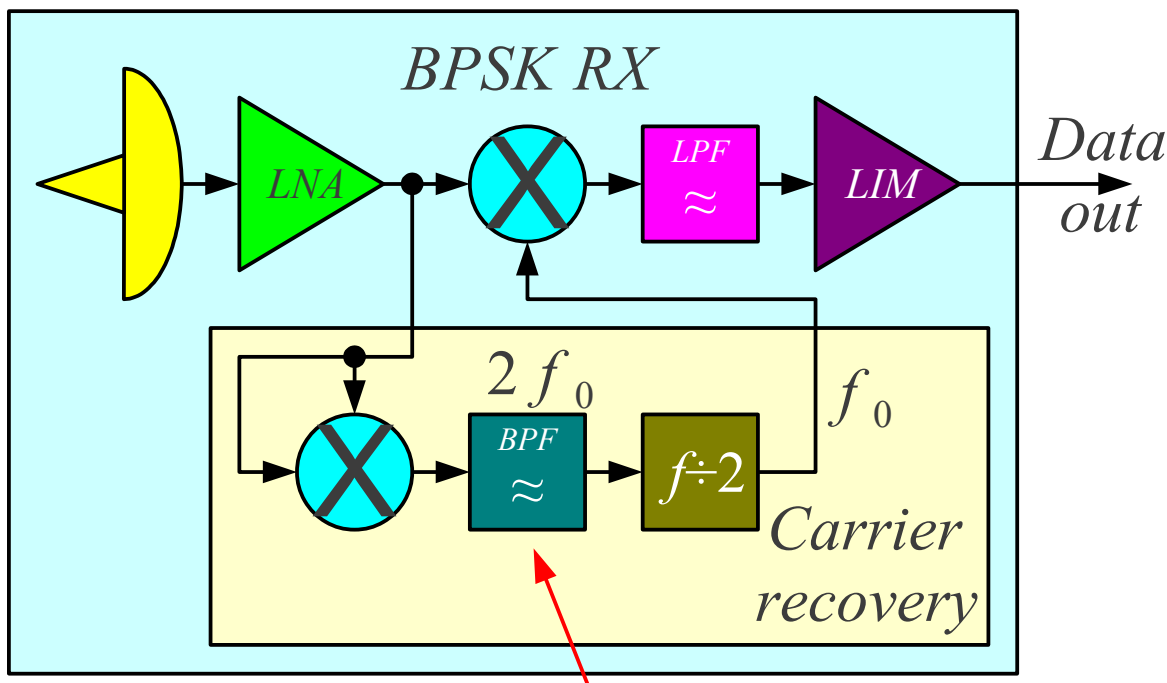 BPSK RX
LNA
X
LPF
≈
LIM
Data
out
2 f 0
f 0
X
BPF
≈
f÷2
Carrier
recovery